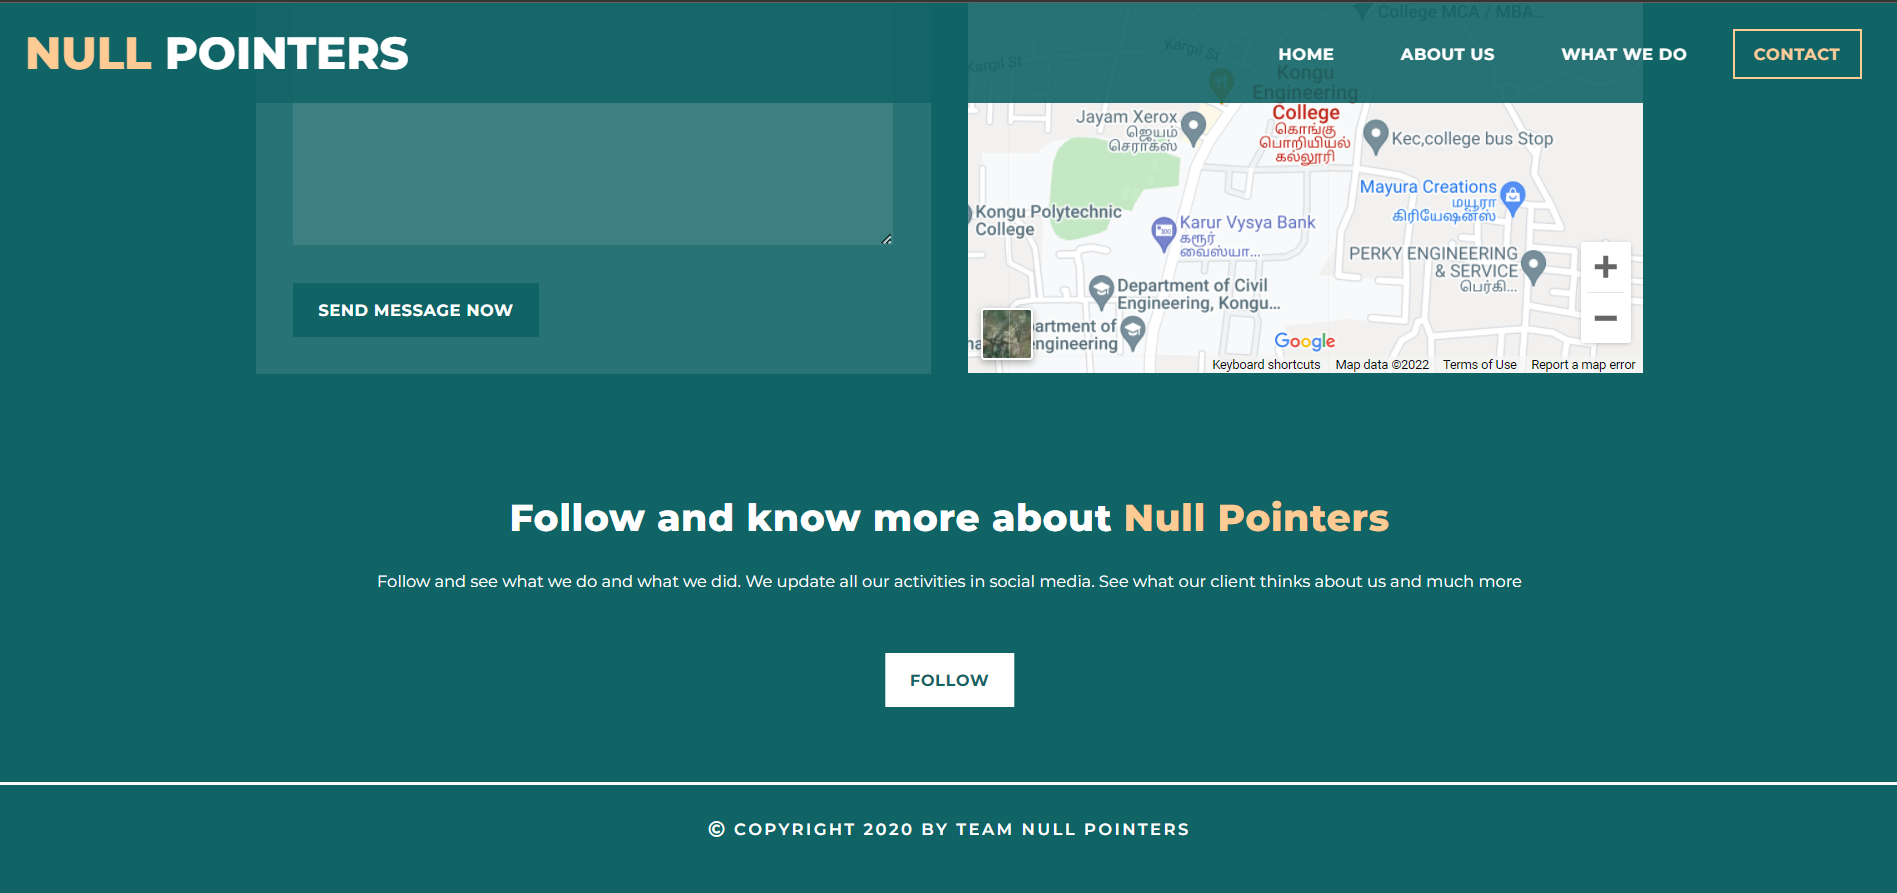 NULL POINTERS
HOME
ABOUT US
WHAT WE DO
CONTACT
SEND MESSAGE NOW
College MCA / MBA...
Kargil St
Kargil St
Kongu
Engineering
College
கொங்கு
பொறியியல்
கல்லூரி
Jayam Xerox
ஜெயம்
செராக்ஸ்
Kec,college bus Stop
Mayura Creations
மயூரா
கிரியேஷன்ஸ்
Kongu Polytechnic
College
Karur Vysya Bank
கரூர்
வைஸ்யா...
PERKY ENGINEERING
& SERVICE
பெர்கி...
Department of Civil
Engineering, Kongu...
artment of
ngineering
Google
Keyboard shortcuts
Map data ©2022
Terms of Use
Report a map error
Follow and know more about Null Pointers
Follow and see what we do and what we did. We update all our activities in social media. See what our client thinks about us and much more
FOLLOW
© COPYRIGHT 2020 BY TEAM NULL POINTERS